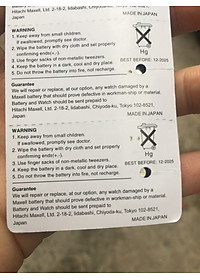 Hitachi Maxell, Ltd. 2-18-2, Iidabashi, Chiyoda-ku, Tokyo 102-8521,
Japan
MADE IN JAPAN
WARNING
1. Keep away from small children.
If swallowed, promptly see doctor.
2. Wipe the battery with dry cloth and set properly
confirming ends(+,-).
3. Use finger sacks of non-metallic tweezers.
4. Keep the battery in a dark, cool and dry place.
5. Do not throw the battery into fire, not recharge.
Hg
BEST BEFORE: 12-2025
Guarantee
We will repair or replace, at our option, any watch damaged by a
Maxell battery that should prove defective in workman-ship or material.
Battery and Watch should be sent prepaid to
Hitachi Maxell, Ltd. 2-18-2, Iidabashi, Chiyoda-ku, Tokyo 102-8521,
Japan
MADE IN JAPAN
WARNING
1. Keep away from small children.
If swallowed, promptly see doctor.
2. Wipe the battery with dry cloth and set properly
confirming ends(+,-).
3. Use finger sacks of non-metallic tweezers.
4. Keep the battery in a dark, cool and dry place.
5. Do not throw the battery into fire, not recharge.
Hg
BEST BEFORE: 12-2025
Guarantee
We will repair or replace, at our option, any watch damaged by a
Maxell battery that should prove defective in workman-ship or material.
Battery and Watch should be sent prepaid to
Hitachi Maxell, Ltd. 2-18-2, Iidabashi, Chiyoda-ku, Tokyo 102-8521,
Japan
MADE IN JAPAN